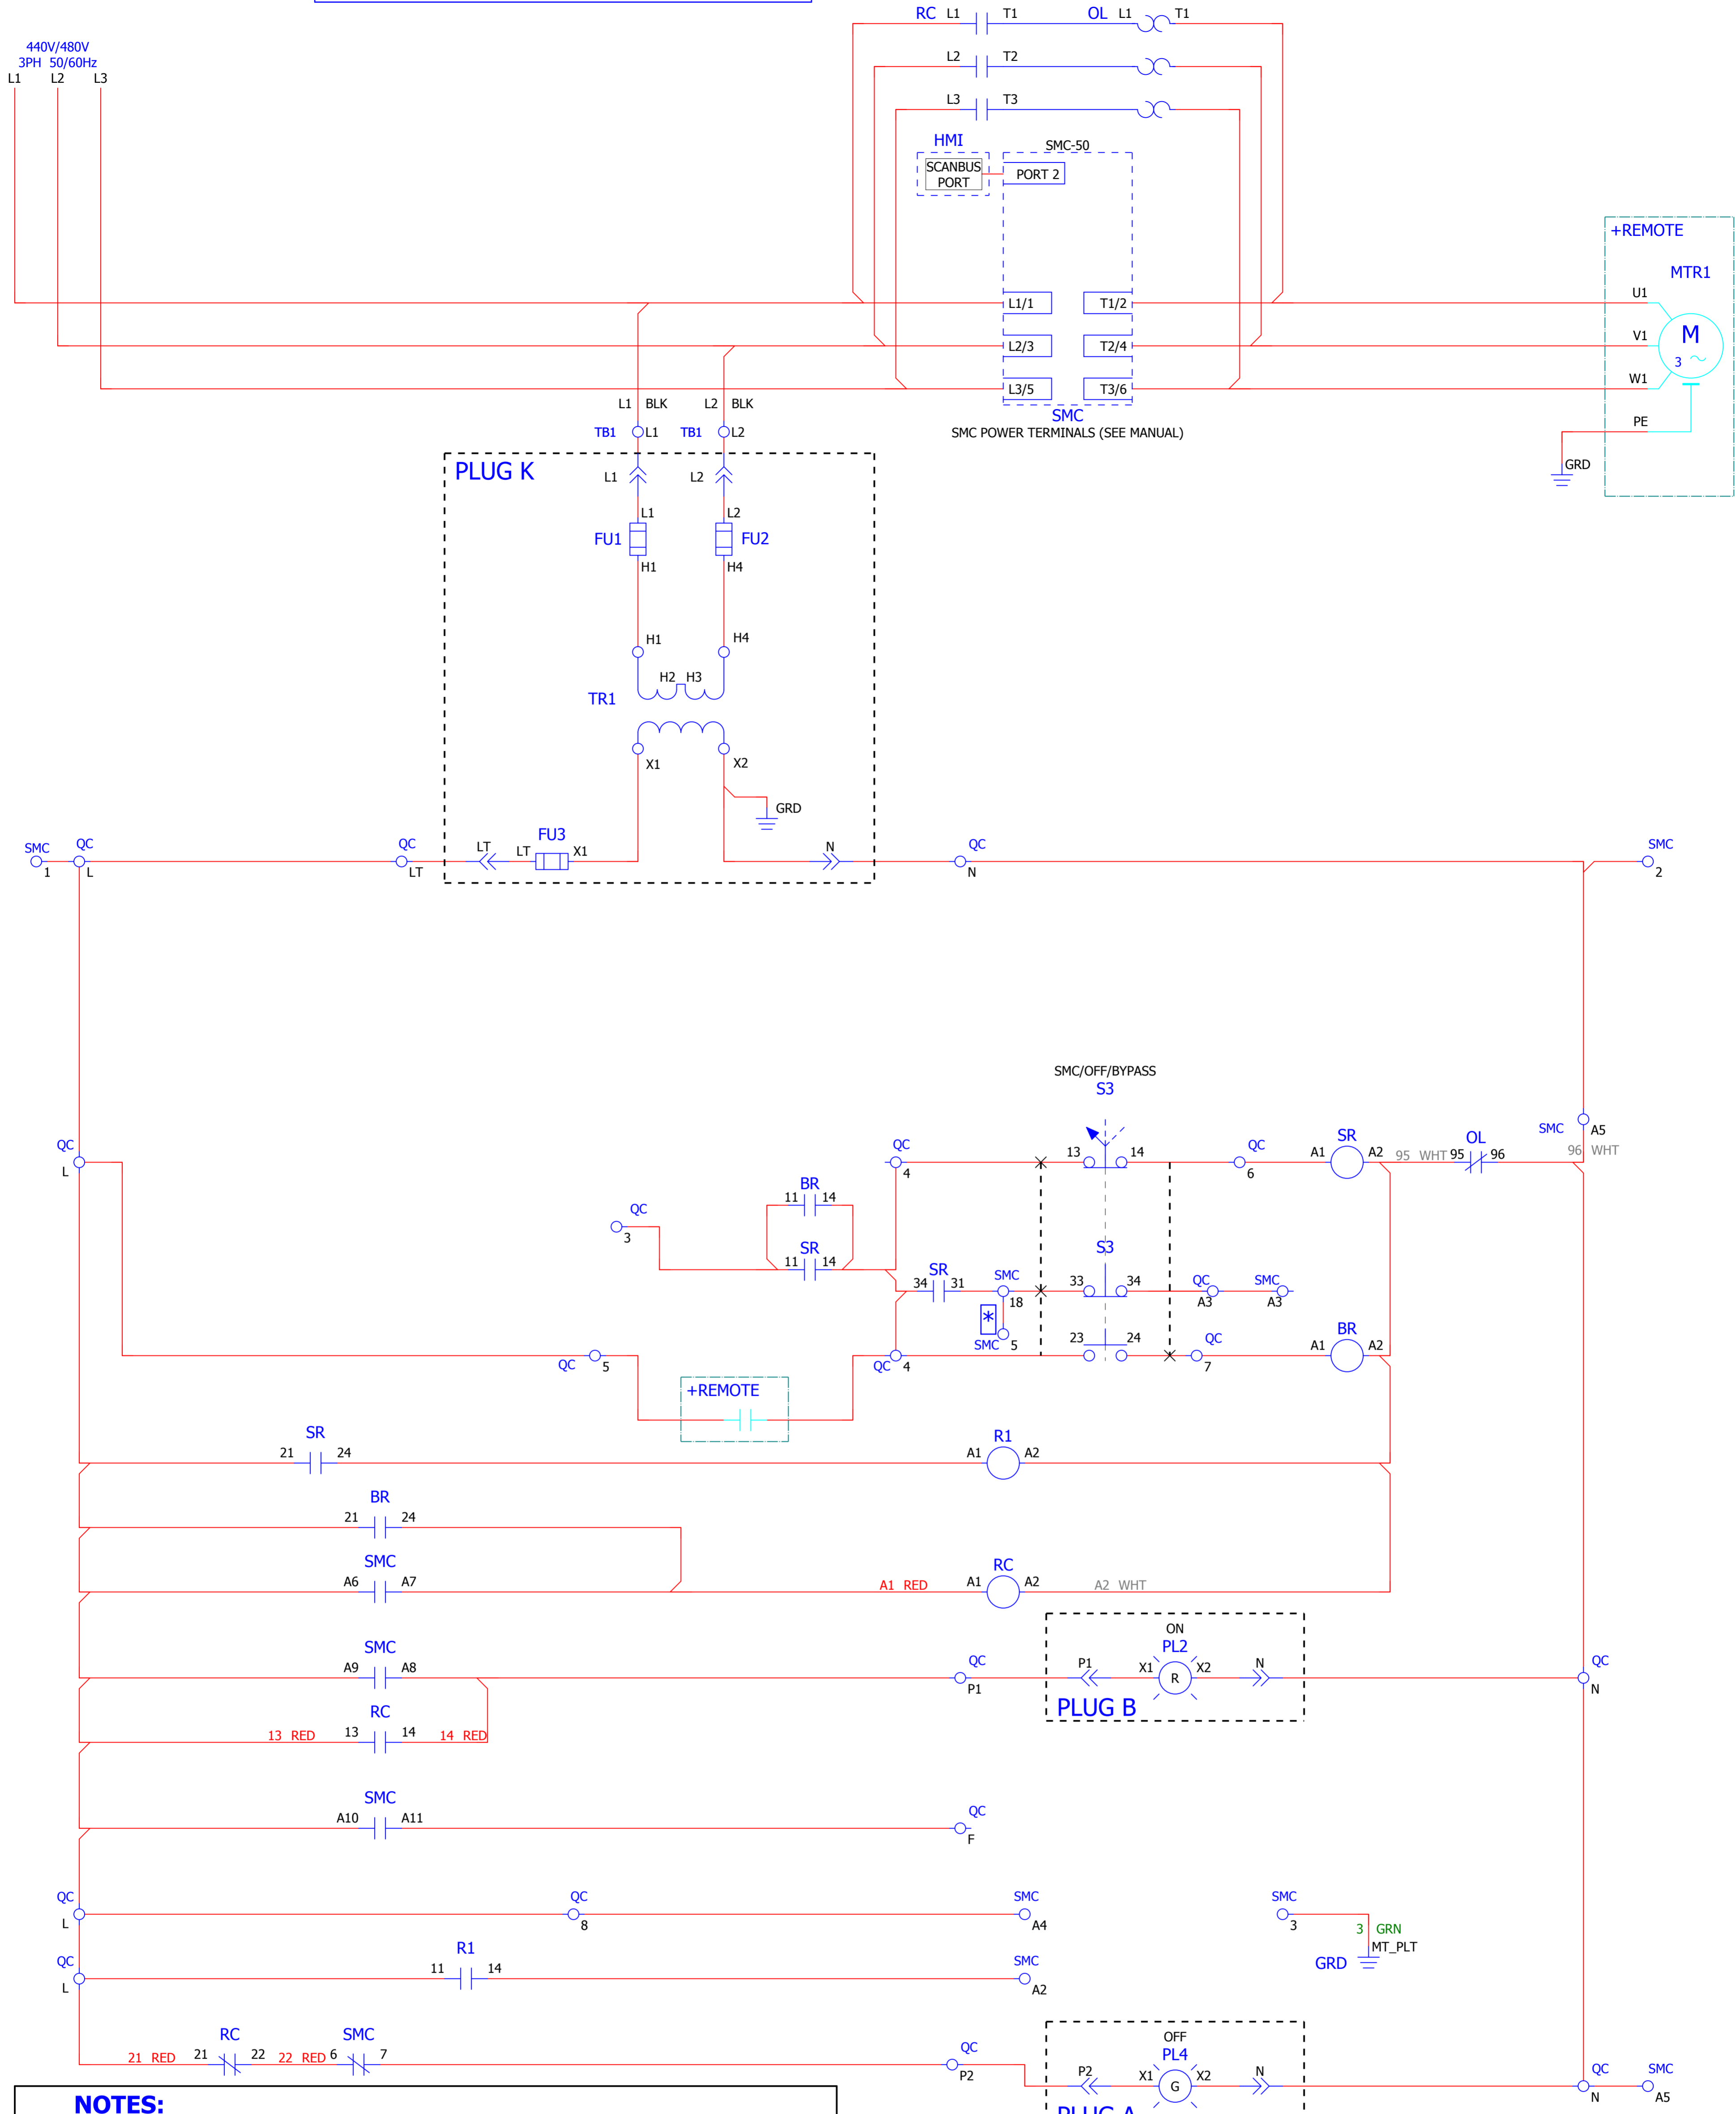 RC L1 T1 OL L1 T1
440V/480V
3PH 50/60Hz
L1 L2 L3
L2 T2
L3 T3
HMI
SMC-50
SCANBUS
PORT
PORT 2
+REMOTE
MTR1
L1/1 T1/2 U1
L2/3 T2/4 V1
M
3
L3/5 T3/6 W1
SMC
SMC POWER TERMINALS (SEE MANUAL)
PE
GRD
L1 BLK L2 BLK
TB1 L1 TB1 L2
PLUG K
L1 L2
L1 L2
FU1 FU2
H1 H4
H1 H4
H2 H3
TR1
X1 X2
GRD
SMC QC QC FU3 QC SMC
LT LT X1 N
1 L LT N 2
SMC/OFF/BYPASS
S3
SMC A5
QC QC 13 14 QC SR OL
A1 A2 95 WHT 95 96 96 WHT
L 4 6
BR
11 14
QC
3
SR
11 14
S3
SR
34 31
SMC
18
33 34
QC
A3
SMC
A3
*
SMC 5
23 24
QC
7
BR
A1 A2
QC 5
QC 4
+REMOTE
SR
21 24
R1
A1 A2
BR
21 24
SMC
A6 A7
A1 RED
RC
A1 A2
A2 WHT
ON
SMC
A9 A8
QC
P1
PL2
P1 X1 R X2 N
QC
N
PLUG B
RC
13 RED 13 14 14 RED
SMC
A10 A11
QC
F
QC QC SMC SMC
L 8 A4 3
3 GRN
MT_PLT
GRD
QC R1 SMC
11 14
L A2
OFF
RC SMC
21 RED 21 22 22 RED 6 7
QC
P2
PL4
P2 X1 G X2 N
QC SMC
N A5
NOTES:
PLUG A